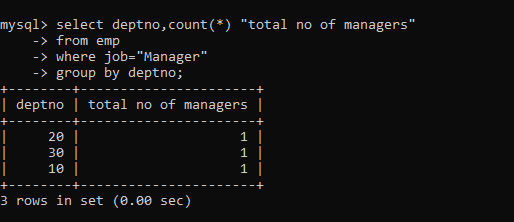 mysql> select deptno,count(*) "total no of managers"
    -> from emp
    -> where job="Manager"
    -> group by deptno;
+--------+----------------------+
| deptno | total no of managers |
+--------+----------------------+
|     20 |                    1 |
|     30 |                    1 |
|     10 |                    1 |
+--------+----------------------+
3 rows in set (0.00 sec)